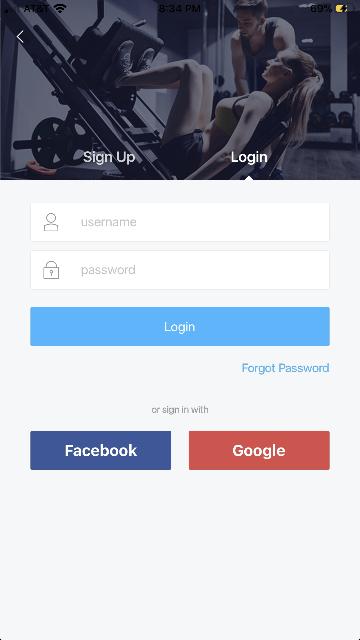 AT&T 8:34 PM 69%
Sign Up Login
username
password
Login
Forgot Password
or sign in with
Facebook Google